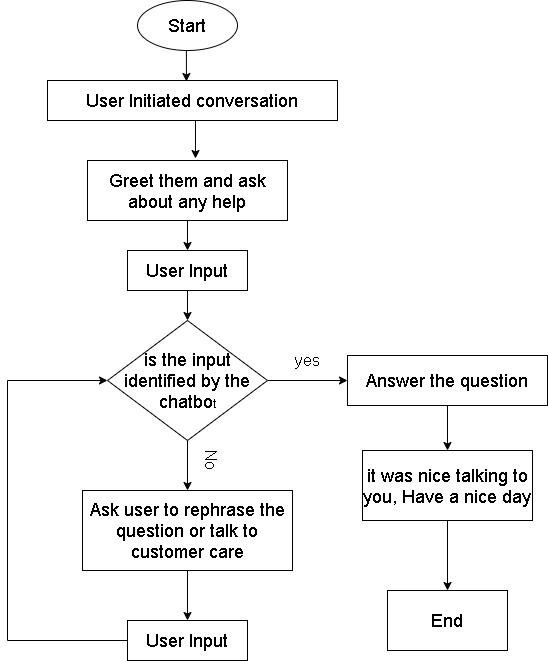 Start
User Initiated conversation
Greet them and ask
about any help
User Input
is the input
identified by the
chatbot
yes
Answer the question
No
it was nice talking to
you, Have a nice day
Ask user to rephrase the
question or talk to
customer care
End
User Input